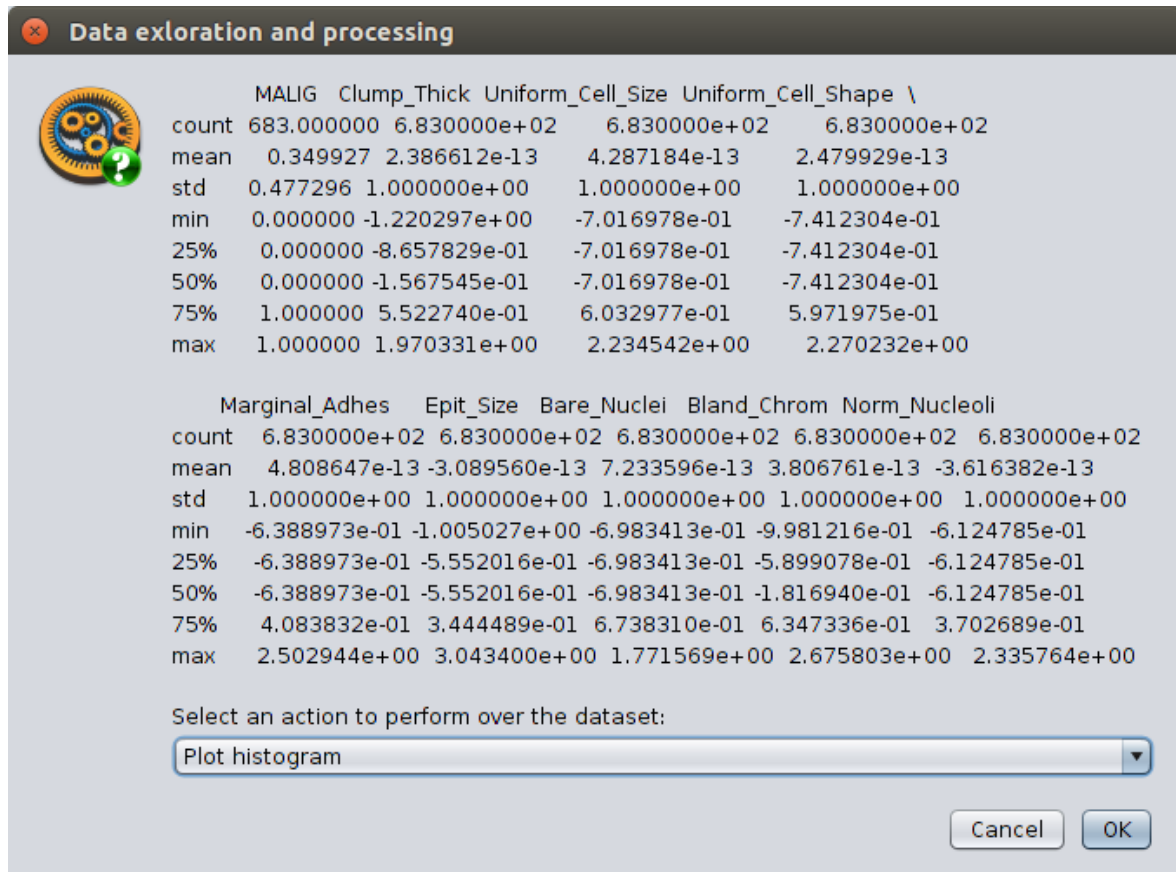 Data exloration and processing
MALIG Clump_Thick Uniform_Cell_Size Uniform_Cell_Shape \
count 683.000000 6.830000e+02 6.830000e+02 6.830000e+02
mean 0.349927 2.386612e-13 4.287184e-13 2.479929e-13
std 0.477296 1.000000e+00 1.000000e+00 1.000000e+00
min 0.000000 -1.220297e+00 -7.016978e-01 -7.412304e-01
25% 0.000000 -8.657829e-01 -7.016978e-01 -7.412304e-01
50% 0.000000 -1.567545e-01 -7.016978e-01 -7.412304e-01
75% 1.000000 5.522740e-01 6.032977e-01 5.971975e-01
max 1.000000 1.970331e+00 2.234542e+00 2.270232e+00
Marginal_Adhes Epit_Size Bare_Nuclei Bland_Chrom Norm_Nucleoli
count 6.830000e+02 6.830000e+02 6.830000e+02 6.830000e+02 6.830000e+02
mean 4.808647e-13 -3.089560e-13 7.233596e-13 3.806761e-13 -3.616382e-13
std 1.000000e+00 1.000000e+00 1.000000e+00 1.000000e+00 1.000000e+00
min -6.388973e-01 -1.005027e+00 -6.983413e-01 -9.981216e-01 -6.124785e-01
25% -6.388973e-01 -5.552016e-01 -6.983413e-01 -5.899078e-01 -6.124785e-01
50% -6.388973e-01 -5.552016e-01 -6.983413e-01 -1.816940e-01 -6.124785e-01
75% 4.083832e-01 3.444489e-01 6.738310e-01 6.347336e-01 3.702689e-01
max 2.502944e+00 3.043400e+00 1.771569e+00 2.675803e+00 2.335764e+00
Select an action to perform over the dataset:
Plot histogram
Cancel OK